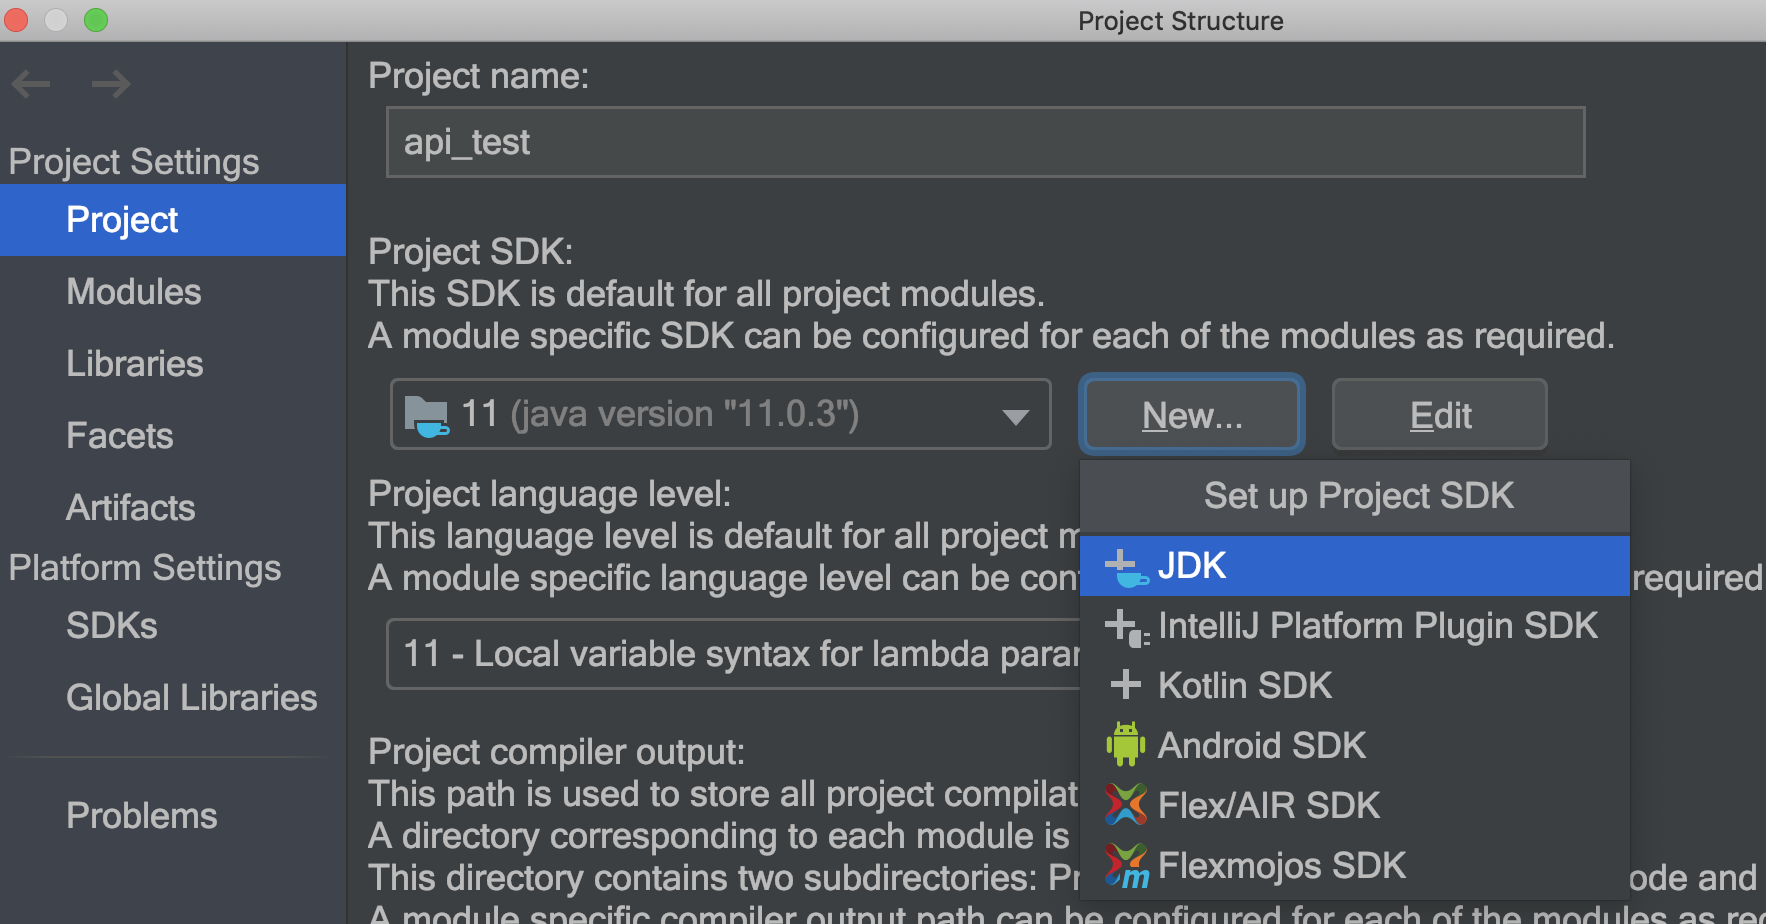 Project Structure
Project Settings
Project
Modules
Libraries
Facets
Artifacts
Platform Settings
SDKs
Global Libraries
Problems
Project name:
api_test
Project SDK:
This SDK is default for all project modules.
A module specific SDK can be configured for each of the modules as required.
11 (java version "11.0.3")
New...
Edit
Project language level:
This language level is default for all project
A module specific language level can be required
11 - Local variable syntax for lambda
Project compiler output:
This path is used to store all project
A directory corresponding to each module is
This directory contains two subdirectories: and
A module specific compiler output path can be configured for each of the modules as
Set up Project SDK
JDK
IntelliJ Platform Plugin SDK
Kotlin SDK
Android SDK
Flex/AIR SDK
Flexmojos SDK